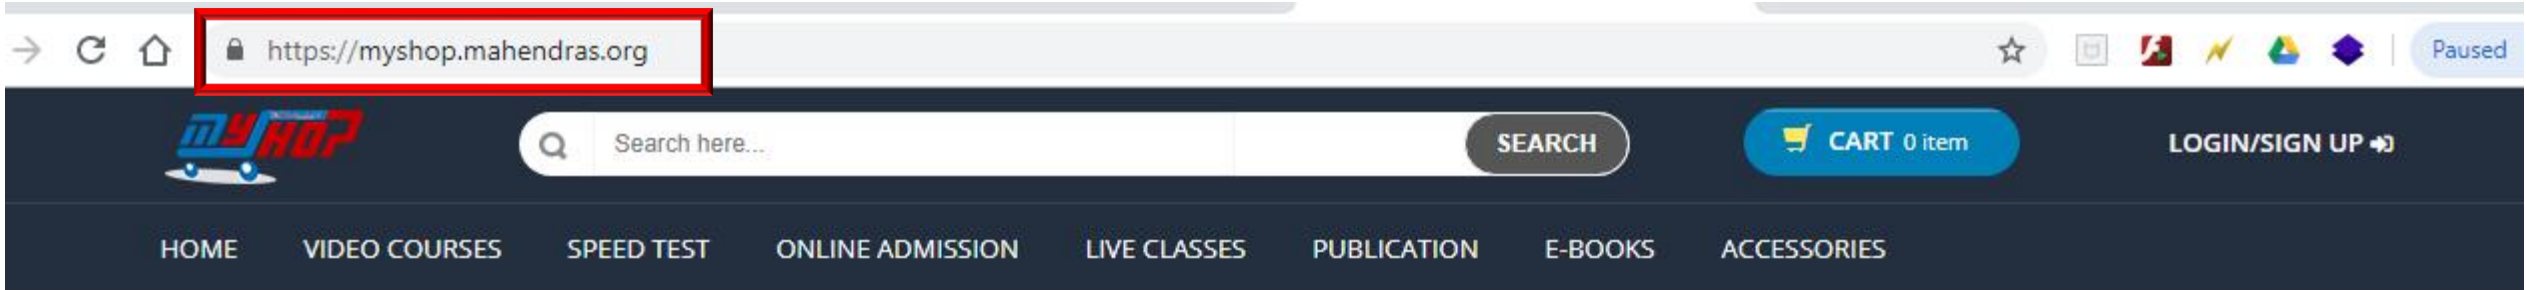 https://myshop.mahendras.org
Paused
MYSHOP
Search here...
SEARCH
CART 0 item
LOGIN/SIGN UP
HOME VIDEO COURSES SPEED TEST ONLINE ADMISSION LIVE CLASSES PUBLICATION E-BOOKS ACCESSORIES